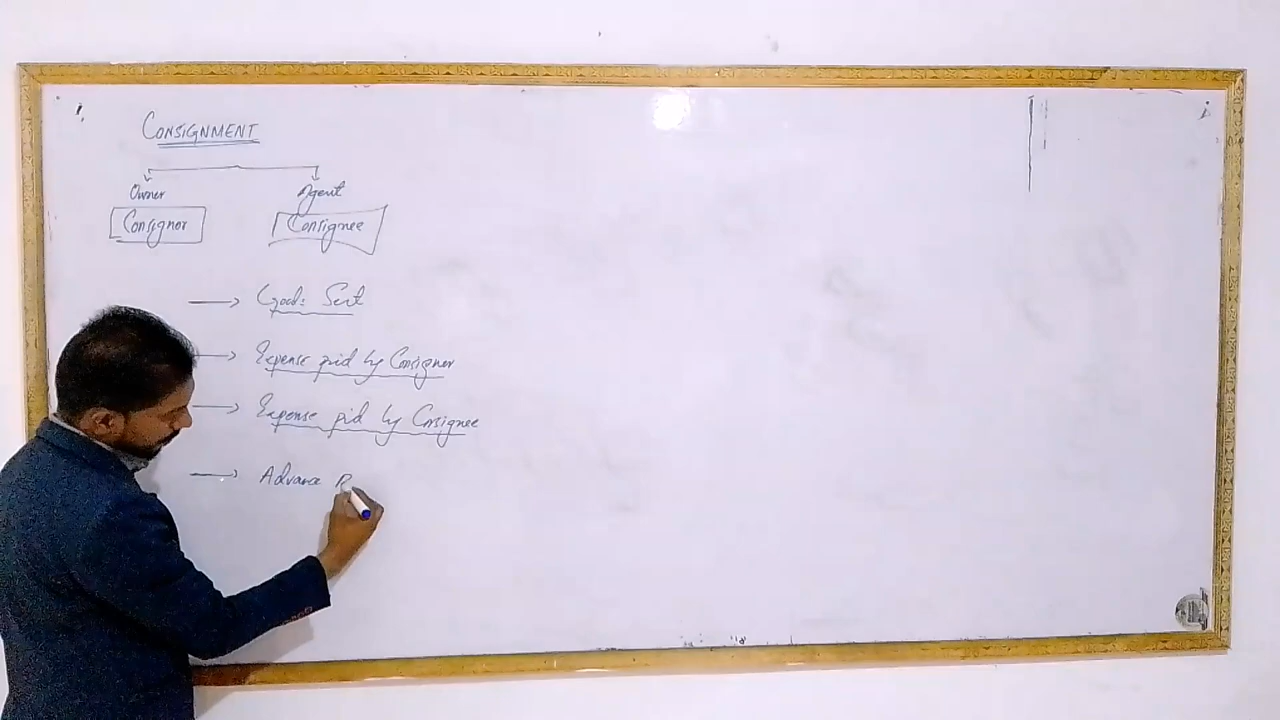 CONSIGNMENT
Owner Agent
Consignor Consignee
Goods Sent
Expense paid by Consignor
Expense paid by Consignee
Advance